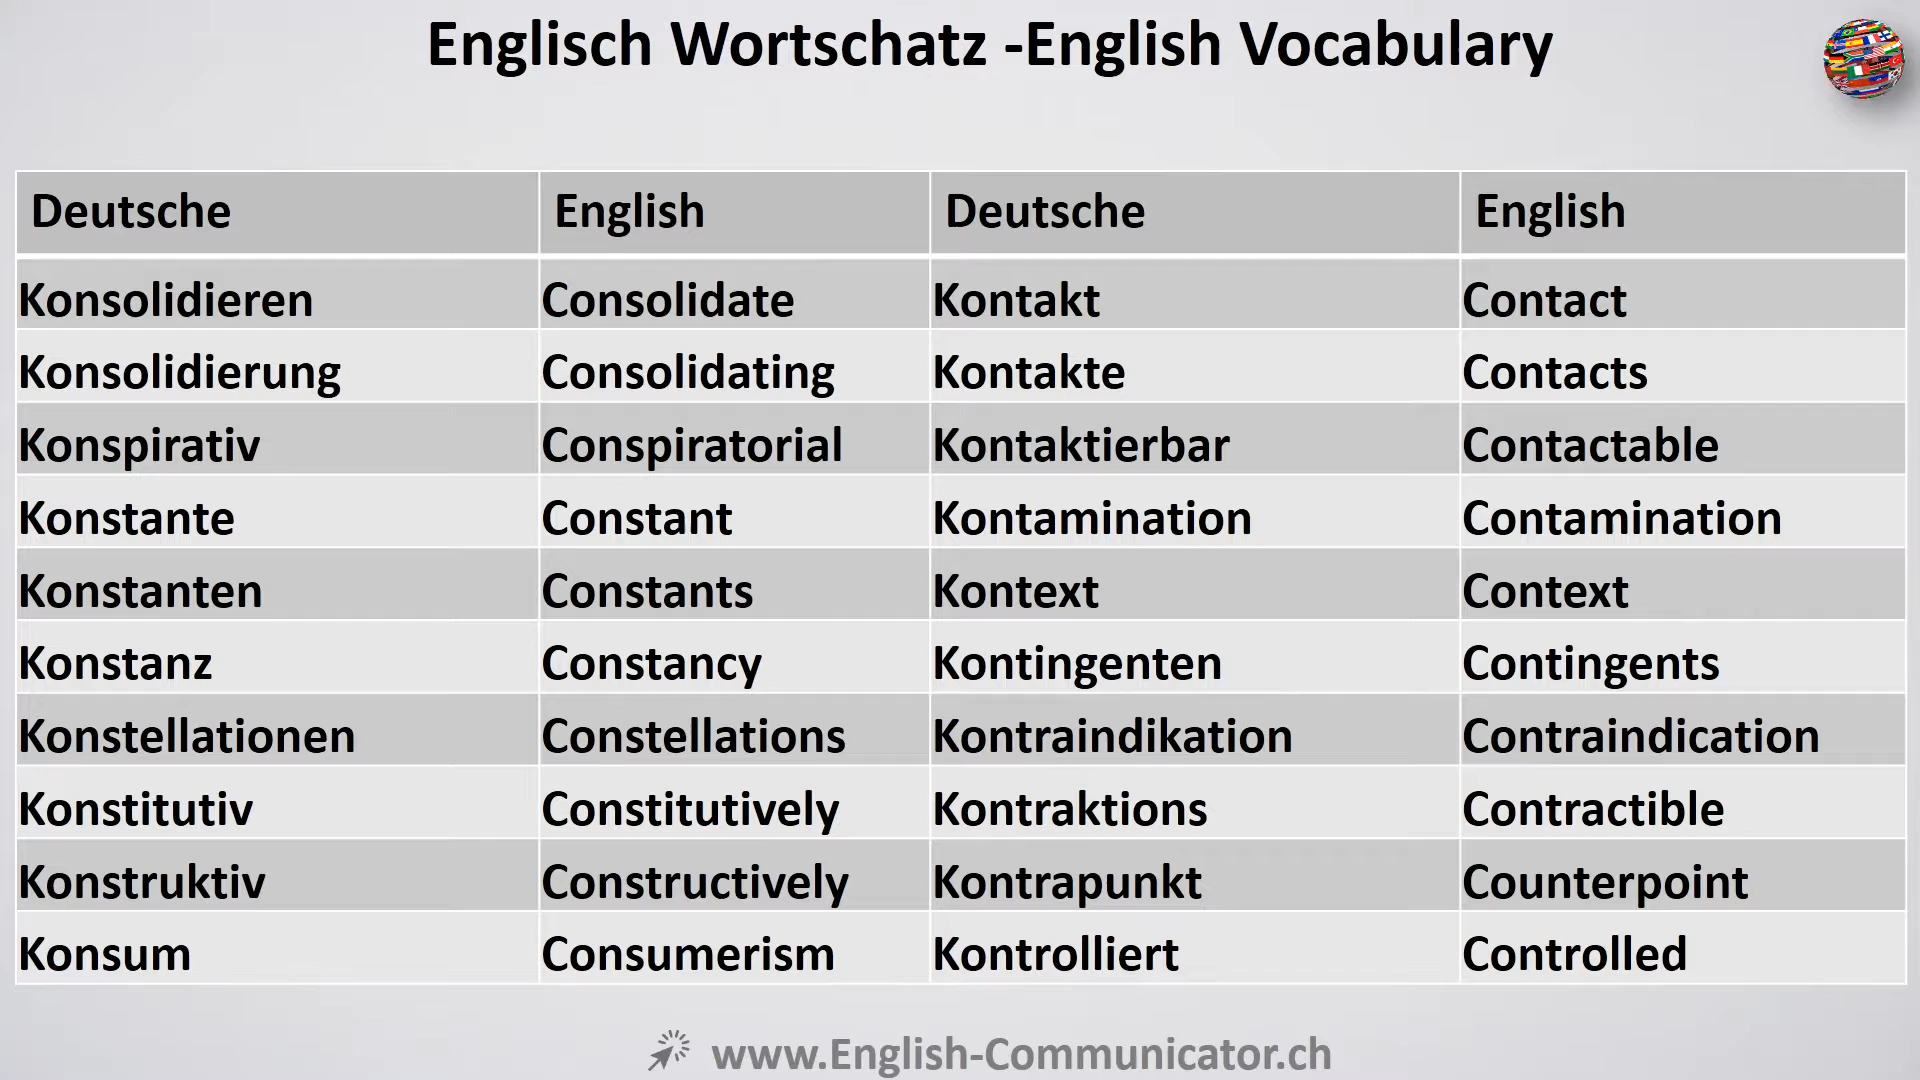 Englisch Wortschatz -English Vocabulary
Deutsche English Deutsche English
Konsolidieren Consolidate Kontakt Contact
Konsolidierung Consolidating Kontakte Contacts
Konspirativ Conspiratorial Kontaktierbar Contactable
Konstante Constant Kontamination Contamination
Konstanten Constants Kontext Context
Konstanz Constancy Kontingenten Contingents
Konstellationen Constellations Kontraindikation Contraindication
Konstitutiv Constitutively Kontraktions Contractible
Konstruktiv Constructively Kontrapunkt Counterpoint
Konsum Consumerism Kontrolliert Controlled
www.English-Communicator.ch